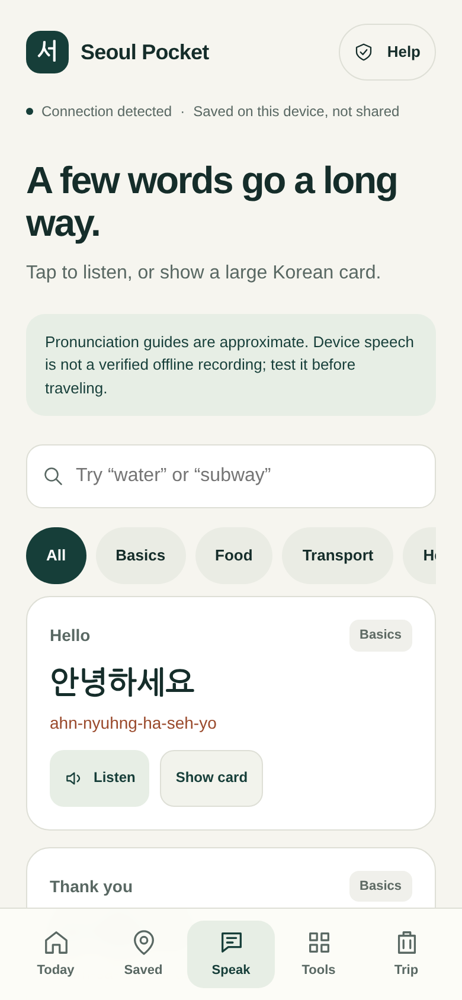 서 Seoul Pocket
Help
Connection detected · Saved on this device, not shared
A few words go a long
way.
Tap to listen, or show a large Korean card.
Pronunciation guides are approximate. Device speech
is not a verified offline recording; test it before
traveling.
Try “water” or “subway”
All Basics Food Transport
Hello
Basics
안녕하세요
ahn-nyuhng-ha-seh-yo
Listen Show card
Thank you
Basics
Today Saved Speak Tools Trip